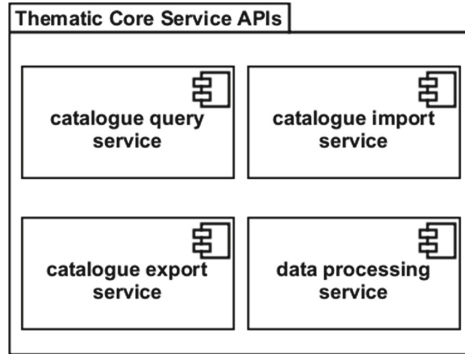 Thematic Core Service APIs
catalogue query
service
catalogue import
service
catalogue export
service
data processing
service